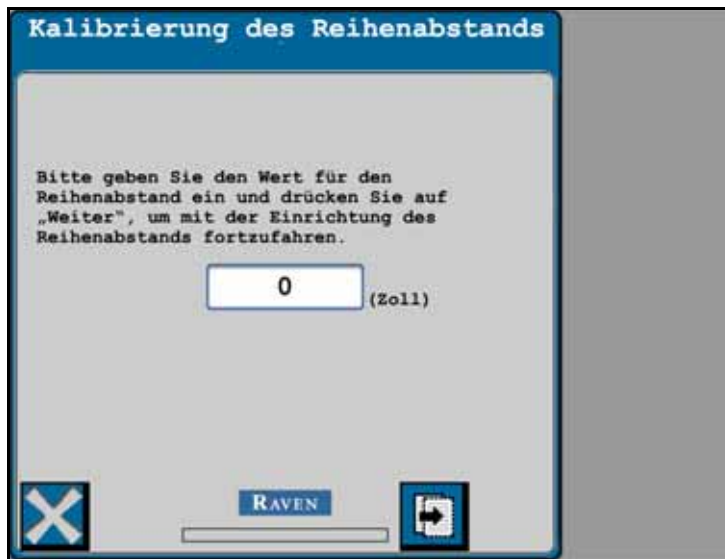 Kalibrierung des Reihenabstands
Bitte geben Sie den Wert für den
Reihenabstand ein und drücken Sie auf
„Weiter“, um mit der Einrichtung des
Reihenabstands fortzufahren.
0
(Zoll)
RAVEN